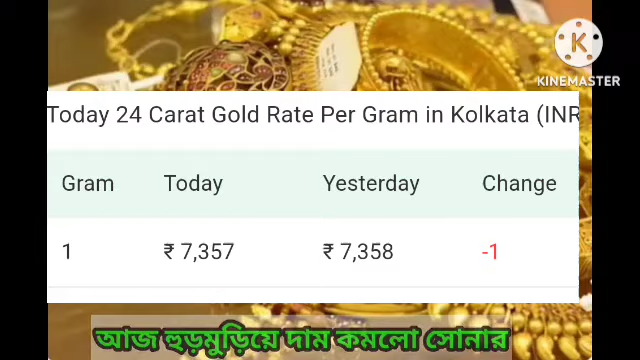 K
KINEMASTER
Today 24 Carat Gold Rate Per Gram in Kolkata (INR
Gram Today Yesterday Change
1 ₹ 7,357 ₹ 7,358 -1
আজ হুড়মুড়িয়ে দাম কমলো সোনার